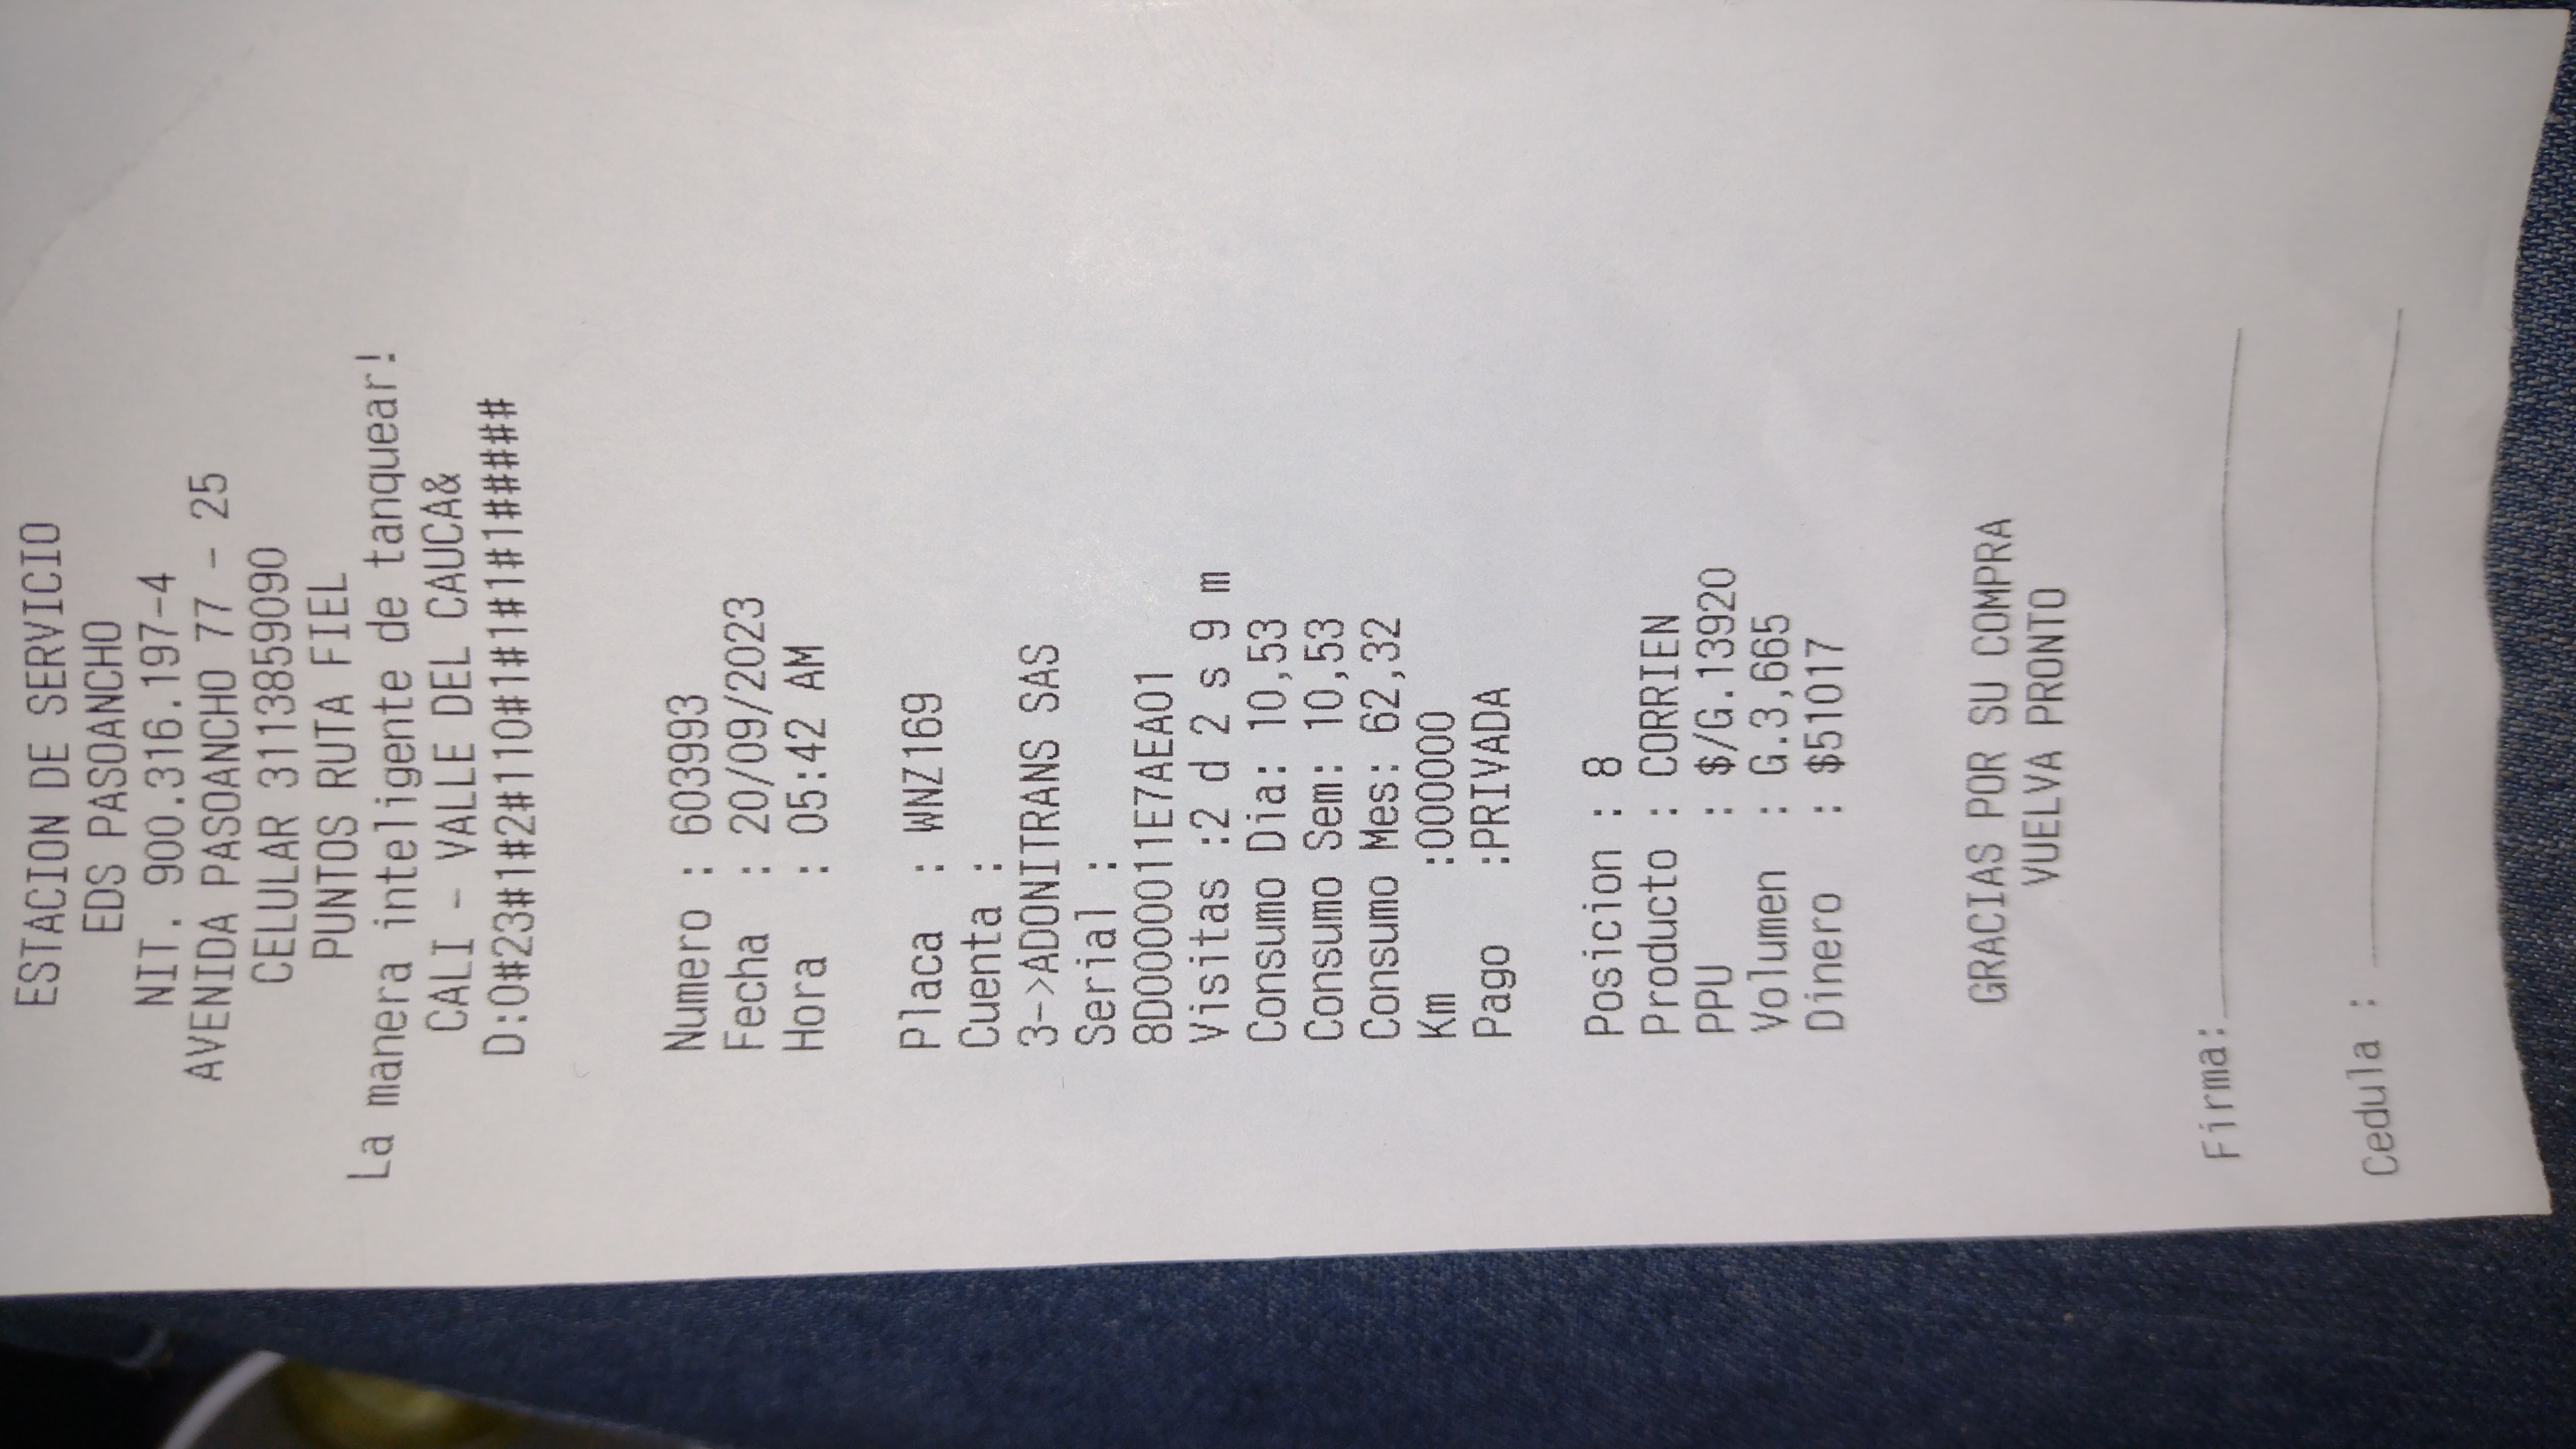 ESTACION DE SERVICIO
EDS PASOANCHO
NIT. 900.316.197-4
AVENIDA PASOANCHO 77 - 25
CELULAR 3113859090
PUNTOS RUTA FIEL
La manera inteligente de tanquear!
CALI - VALLE DEL CAUCA&
D:0#23#1#2#110#1#1#1#1#1#####
Numero : 603993
Fecha : 20/09/2023
Hora : 05:42 AM
Placa : WNZ169
Cuenta :
3->ADONITRANS SAS
Serial :
8D000011E7AEA01
Visitas :2 d 2 s 9 m
Consumo Dia: 10,53
Consumo Sem: 10,53
Consumo Mes: 62,32
Km :000000
Pago :PRIVADA
Posicion : 8
Producto : CORRIEN
PPU : $/G.13920
Volumen : G.3,665
Dinero : $51017
GRACIAS POR SU COMPRA
VUELVA PRONTO
Firma:
Cedula :